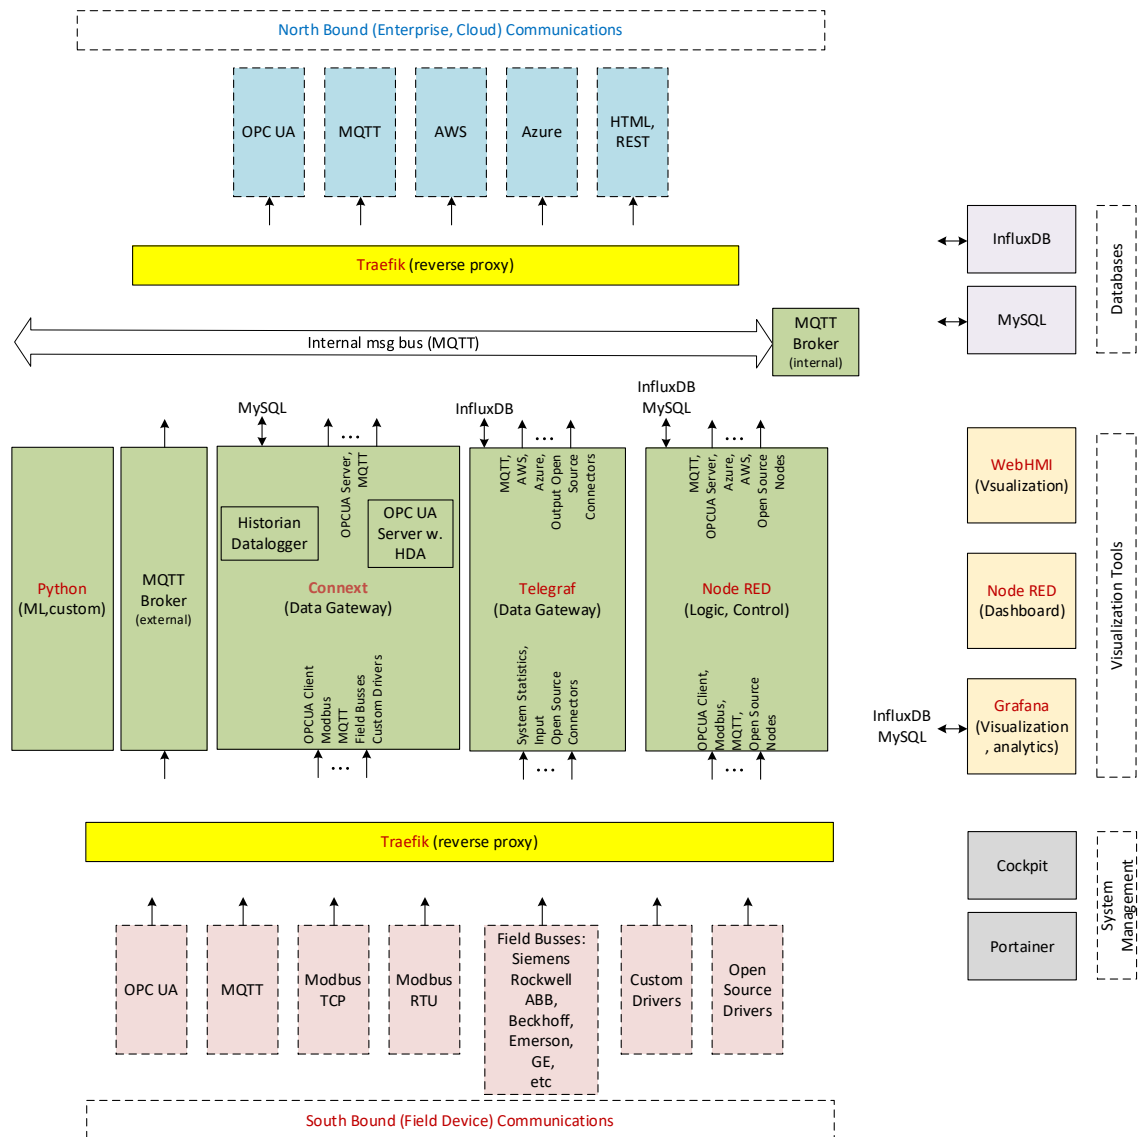 North Bound (Enterprise, Cloud) Communications
OPC UA
MQTT
AWS
Azure
HTML,
REST
Traefik (reverse proxy)
InfluxDB
MySQL
Databases
Internal msg bus (MQTT)
MQTT
Broker
(internal)
MySQL
InfluxDB
InfluxDB
MySQL
...
...
...
Python
(ML,custom)
MQTT
Broker
(external)
OPCUA Server,
MQTT
Historian
Datalogger
OPC UA
Server w.
HDA
Connext
(Data Gateway)
OPCUA Client
Modbus
MQTT
Field Busses
Custom Drivers
...
MQTT,
AWS,
Azure,
Output Open
Source
Connectors
Telegraf
(Data Gateway)
System Statistics,
Input
Open Source
Connectors
...
MQTT,
OPCUA Server,
Azure,
AWS,
Open Source
Nodes
Node RED
(Logic, Control)
OPCUA Client,
Modbus,
MQTT,
Open Source
Nodes
...
WebHMI
(Vsualization)
Node RED
(Dashboard)
InfluxDB
MySQL
Grafana
(Visualization
, analytics)
Visualization Tools
Traefik (reverse proxy)
Cockpit
Portainer
System
Management
OPC UA
MQTT
Modbus
TCP
Modbus
RTU
Field Busses:
Siemens
Rockwell
ABB,
Beckhoff,
Emerson,
GE,
etc
Custom
Drivers
Open
Source
Drivers
South Bound (Field Device) Communications